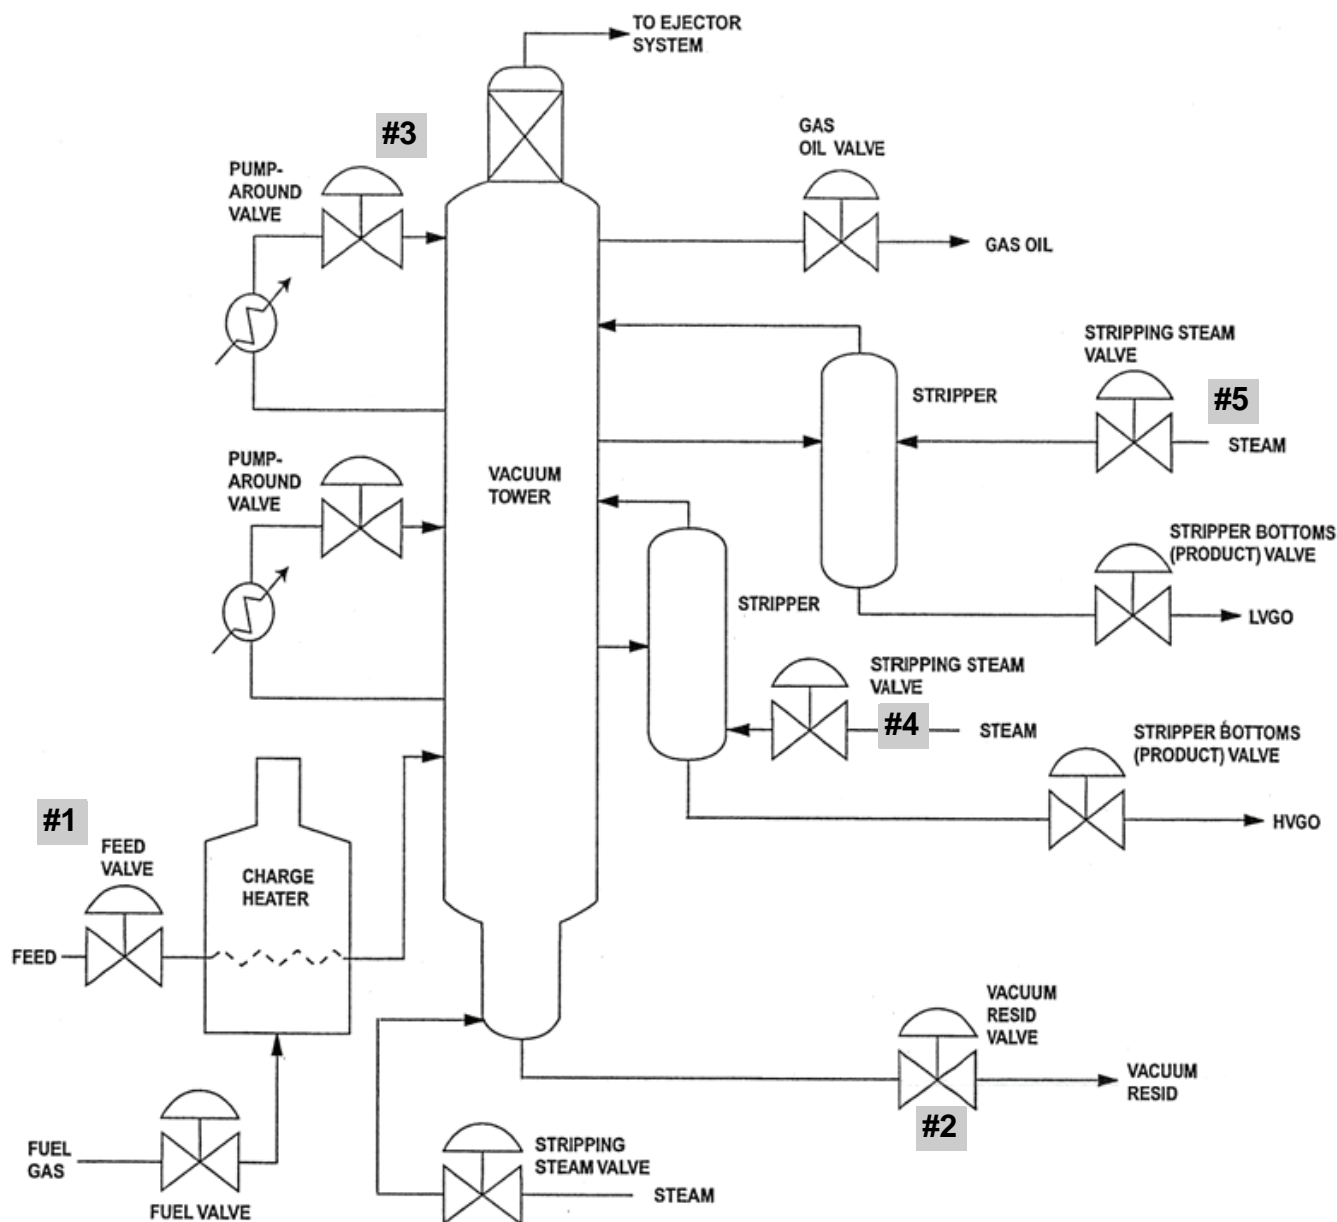 TO EJECTOR
SYSTEM
#3
GAS
OIL VALVE
PUMP-
AROUND
VALVE
GAS OIL
STRIPPING STEAM
VALVE
#5
STRIPPER
STEAM
PUMP-
AROUND
VALVE
VACUUM
TOWER
STRIPPER BOTTOMS
(PRODUCT) VALVE
STRIPPER
LVGO
STRIPPING STEAM
VALVE
#4
STEAM
STRIPPER BOTTOMS
(PRODUCT) VALVE
HVGO
#1
FEED
VALVE
CHARGE
HEATER
FEED
VACUUM
RESID
VALVE
VACUUM
RESID
#2
FUEL
GAS
STRIPPING
STEAM VALVE
STEAM
FUEL VALVE